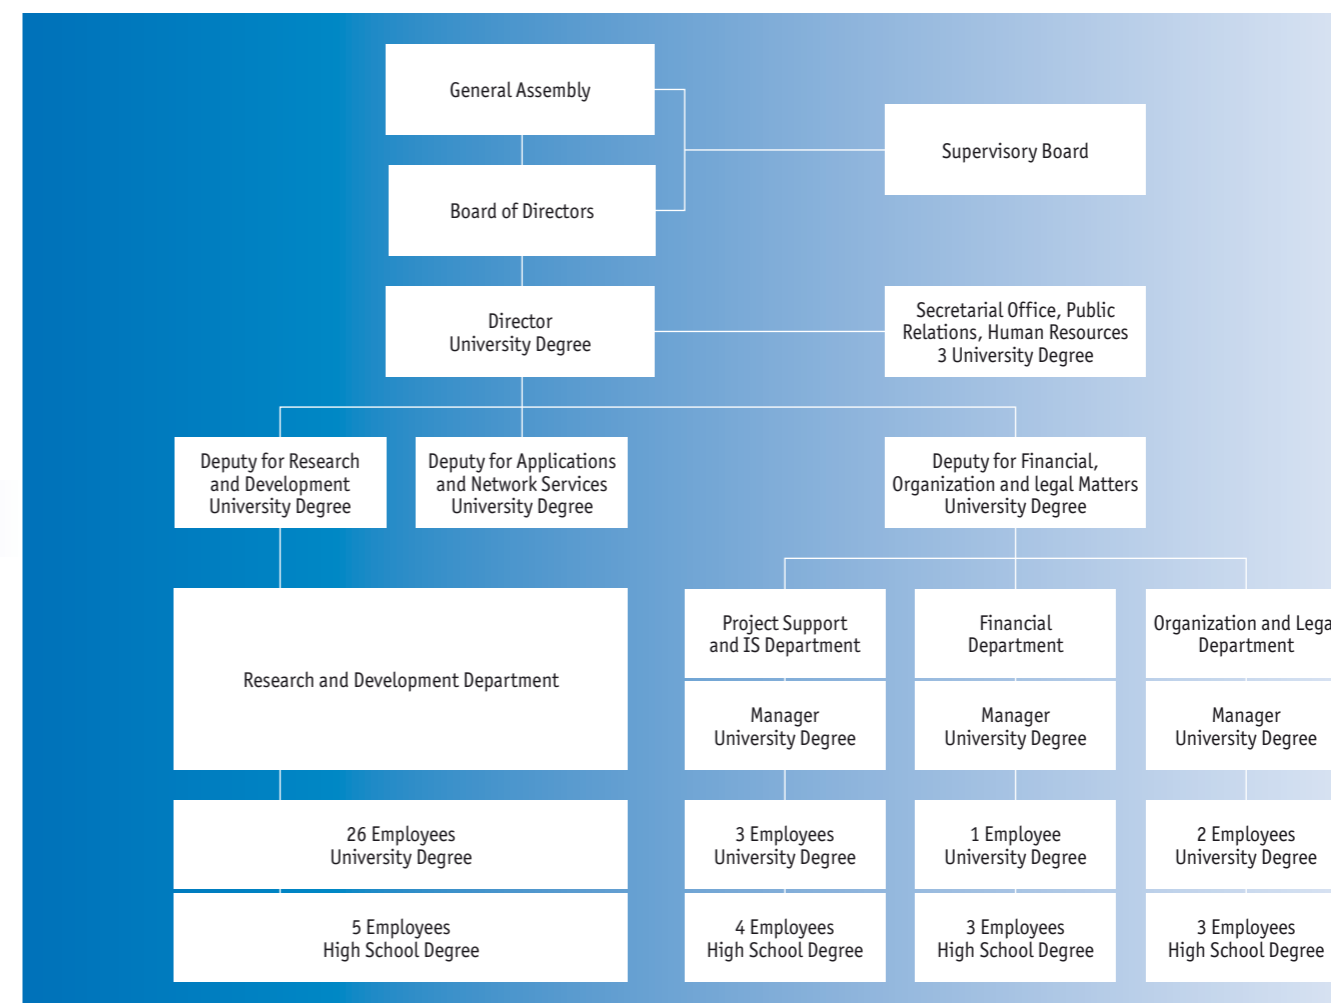 General Assembly
Supervisory Board
Board of Directors
Director
University Degree
Secretarial Office, Public
Relations, Human Resources
3 University Degree
Deputy for Research
and Development
University Degree
Deputy for Applications
and Network Services
University Degree
Deputy for Financial,
Organization and legal Matters
University Degree
Research and Development Department
Project Support
and IS Department
Financial
Department
Organization and Lega
Department
Manager
University Degree
Manager
University Degree
Manager
University Degree
26 Employees
University Degree
3 Employees
University Degree
1 Employee
University Degree
2 Employees
University Degree
5 Employees
High School Degree
4 Employees
High School Degree
3 Employees
High School Degree
3 Employees
High School Degree